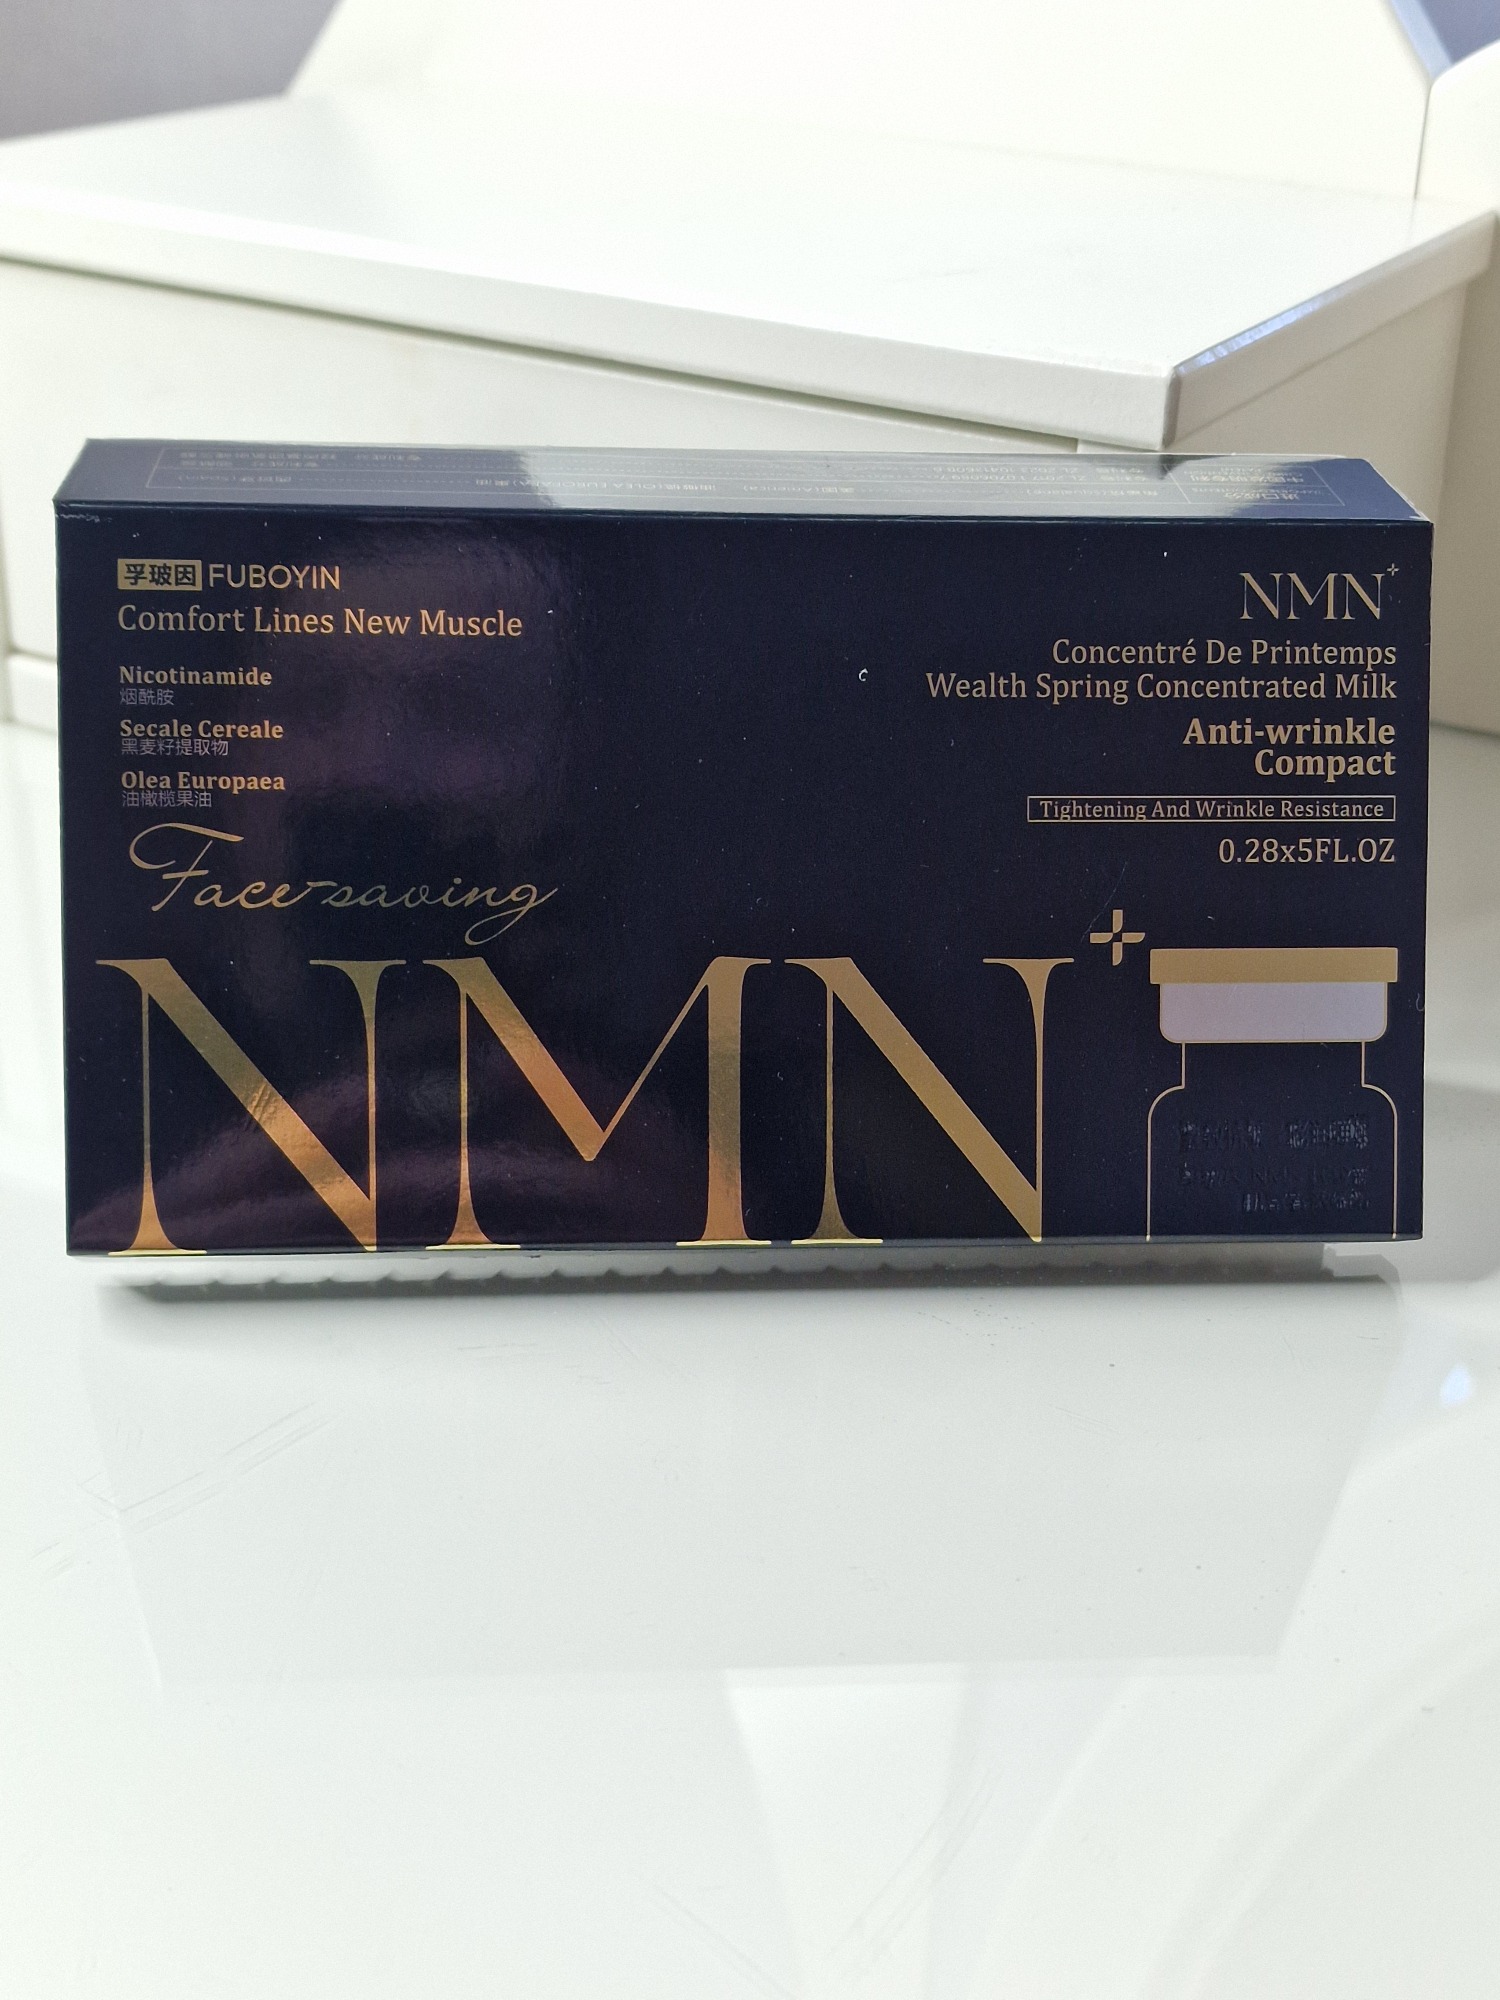 孚玻因 FUBOYIN
Comfort Lines New Muscle
Nicotinamide
烟酰胺
Secale Cereale
黑麦籽提取物
Olea Europaea
油橄榄果油
Face-saving
NMN
NMN
Concentré De Printemps
Wealth Spring Concentrated Milk
Anti-wrinkle
Compact
Tightening And Wrinkle Resistance
0.28x5FL.OZ